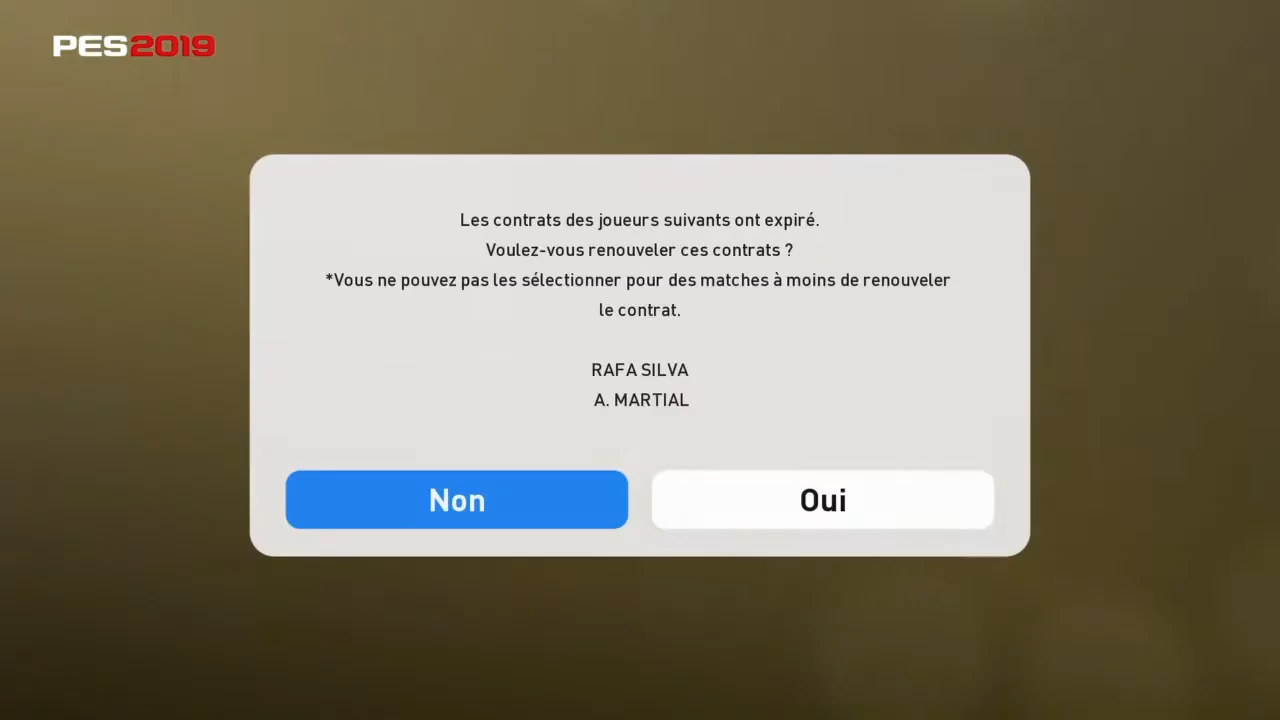 PES2019
Les contrats des joueurs suivants ont expiré.
Voulez-vous renouveler ces contrats ?
*Vous ne pouvez pas les sélectionner pour des matches à moins de renouveler
le contrat.
RAFA SILVA
A. MARTIAL
Non
Oui